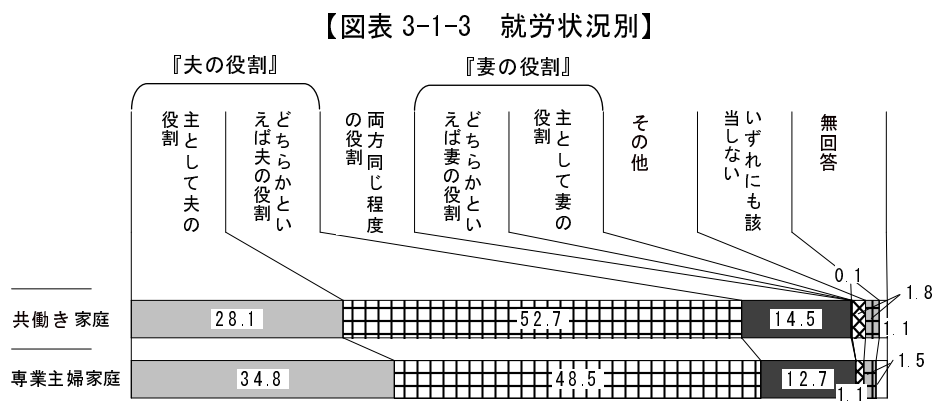 【図表 3-1-3　就労状況別】
『夫の役割』
『妻の役割』
主として夫の
役割
どちらかとい
えば夫の役割
両方同じ程度
の役割
どちらかとい
えば妻の役割
主として妻の
役割
その他
いずれにも該
当しない
無回答
0.1
1.8
共働き家庭
28.1
52.7
14.5
1.1
専業主婦家庭
34.8
48.5
12.7
1.5
1.1